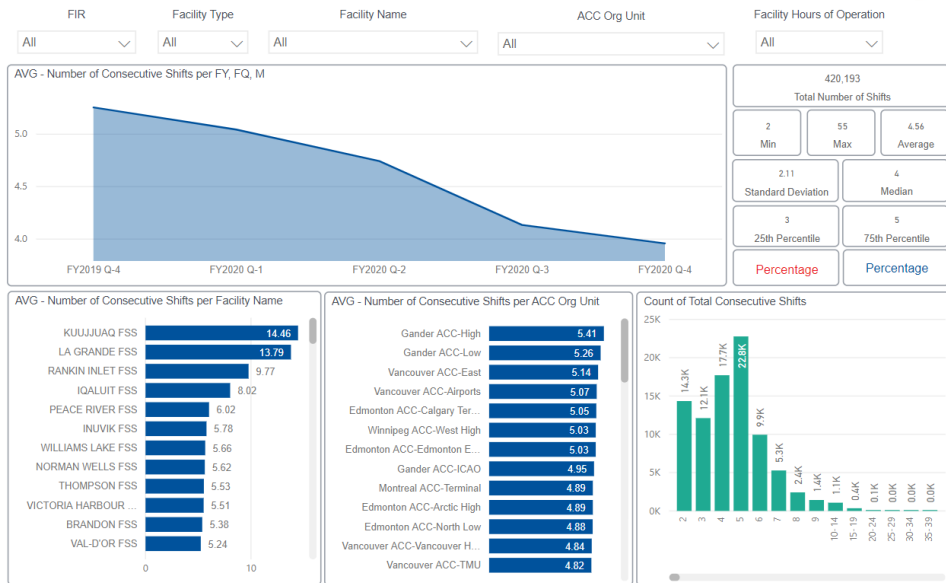 FIR
Facility Type
Facility Name
ACC Org Unit
Facility Hours of Operation
All
All
All
All
All
AVG - Number of Consecutive Shifts per FY, FQ, M
5.0
4.5
4.0
FY2019 Q-4
FY2020 Q-1
FY2020 Q-2
FY2020 Q-3
FY2020 Q-4
420,193
Total Number of Shifts
2
Min
55
Max
4.56
Average
2.11
Standard Deviation
4
Median
3
25th Percentile
5
75th Percentile
Percentage
Percentage
AVG - Number of Consecutive Shifts per Facility Name
KUUJJUAQ FSS 14.46
LA GRANDE FSS 13.79
RANKIN INLET FSS 9.77
IQALUIT FSS 8.02
PEACE RIVER FSS 6.02
INUVIK FSS 5.78
WILLIAMS LAKE FSS 5.66
NORMAN WELLS FSS 5.62
THOMPSON FSS 5.53
VICTORIA HARBOUR ... 5.51
BRANDON FSS 5.38
VAL-D'OR FSS 5.24
0 10
AVG - Number of Consecutive Shifts per ACC Org Unit
Gander ACC-High 5.41
Gander ACC-Low 5.26
Vancouver ACC-East 5.14
Vancouver ACC-Airports 5.07
Edmonton ACC-Calgary Ter... 5.05
Winnipeg ACC-West High 5.03
Edmonton ACC-Edmonton E... 5.03
Gander ACC-ICAO 4.95
Montreal ACC-Terminal 4.89
Edmonton ACC-Arctic High 4.89
Edmonton ACC-North Low 4.88
Vancouver ACC-Vancouver H... 4.84
Vancouver ACC-TMU 4.82
Count of Total Consecutive Shifts
25K
20K
15K
10K
5K
0K
14.3K
12.1K
17.7K
22.8K
9.9K
5.3K
2.4K
1.4K
1.1K
0.4K
0.1K
0.0K
0.0K
0.0K
2
3
4
5
6
7
8
9
10- 14
15- 19
20-24
25-29
30-34
35-39